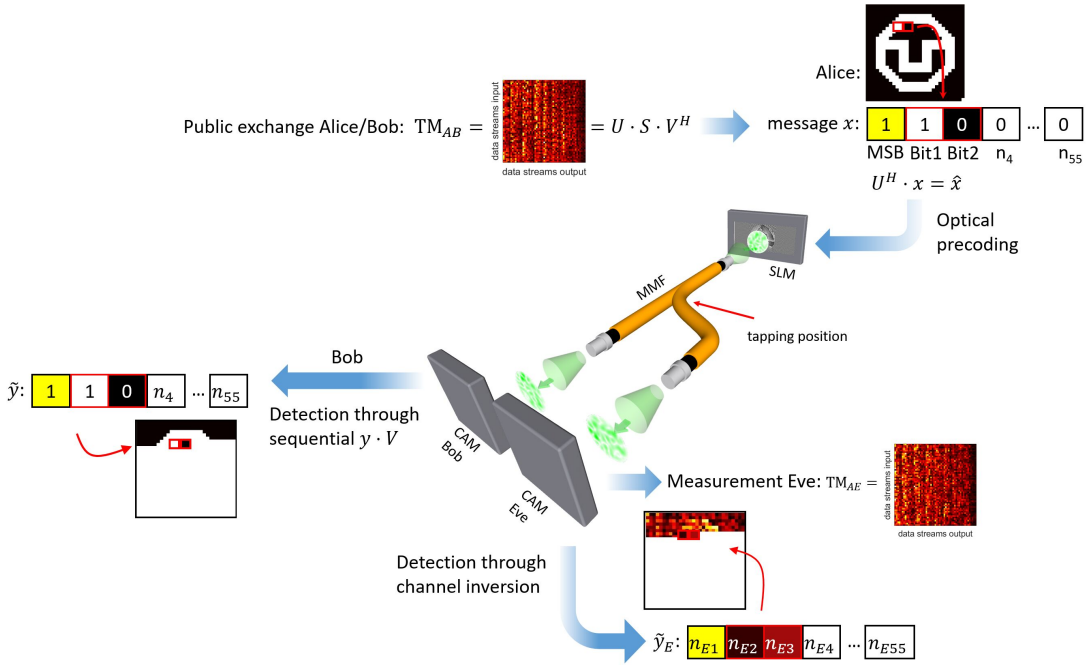 Alice:
Public exchange Alice/Bob: TM_AB = = U · S · V^H
data streams input
data streams output
message x: 1 1 0 0 ... 0
MSB Bit1 Bit2 n_4 n_55
U^H · x = x̂
Optical
precoding
SLM
MMF
tapping position
Bob
ỹ: 1 1 0 n_4 ... n_55
Detection through
sequential y · V
CAM
Bob
CAM
Eve
Measurement Eve: TM_AE =
data streams input
data streams output
Detection through
channel inversion
ỹ_E: n_E1 n_E2 n_E3 n_E4 ... n_E55